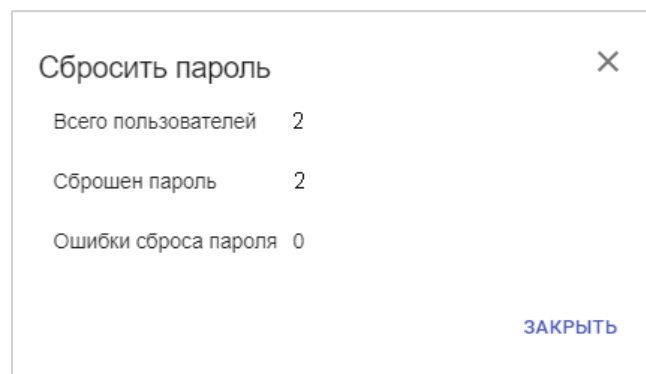 Сбросить пароль
Всего пользователей 2
Сброшен пароль 2
Ошибки сброса пароля 0
ЗАКРЫТЬ